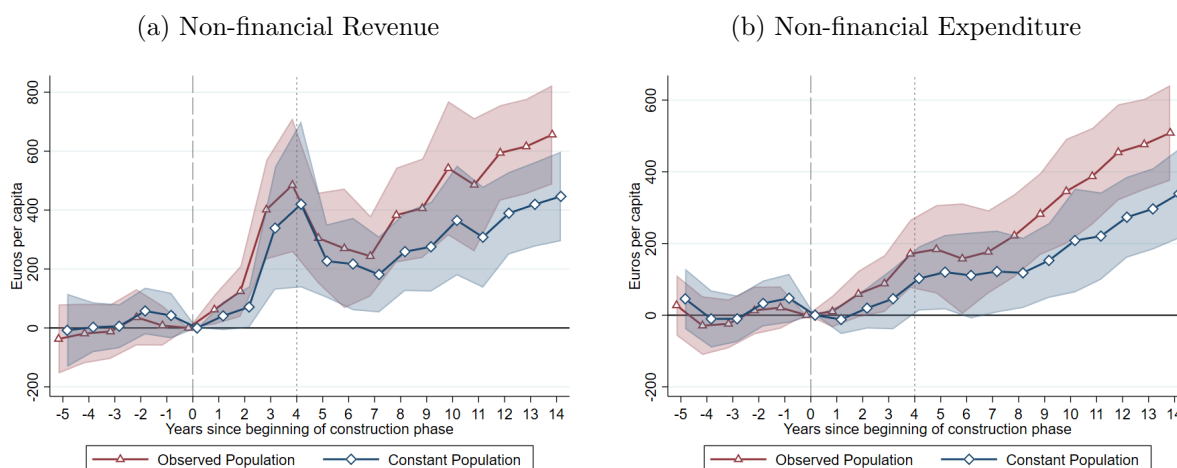 (a) Non-financial Revenue
(b) Non-financial Expenditure
Euros per capita
800
600
400
200
0
200
-5 -4 -3 -2 -1 0 1 2 3 4 5 6 7 8 9 10 11 12 13 14
Years since beginning of construction phase
Observed Population
Constant Population
Euros per capita
600
400
200
0
200
-5 -4 -3 -2 -1 0 1 2 3 4 5 6 7 8 9 10 11 12 13 14
Years since beginning of construction phase
Observed Population
Constant Population